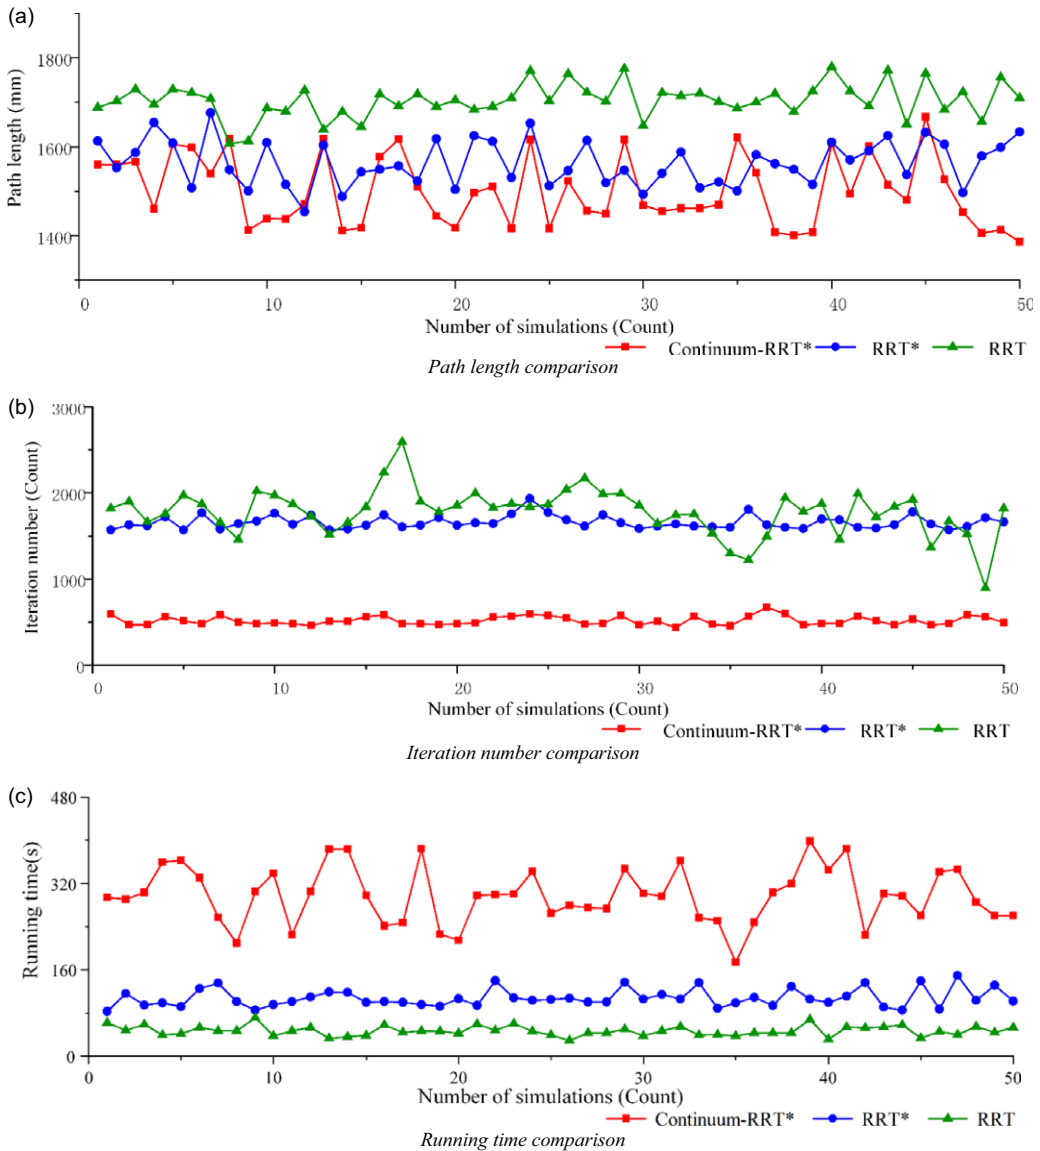 (a)
Path length (mm)
1800
1600
1400
0 10 20 30 40 50
Number of simulations (Count)
Continuum-RRT* RRT* RRT
Path length comparison
(b)
Iteration number (Count)
3000
2000
1000
0
0 10 20 30 40 50
Number of simulations (Count)
Continuum-RRT* RRT* RRT
Iteration number comparison
(c)
Running time(s)
480
320
160
0
0 10 20 30 40 50
Number of simulations (Count)
Continuum-RRT* RRT* RRT
Running time comparison